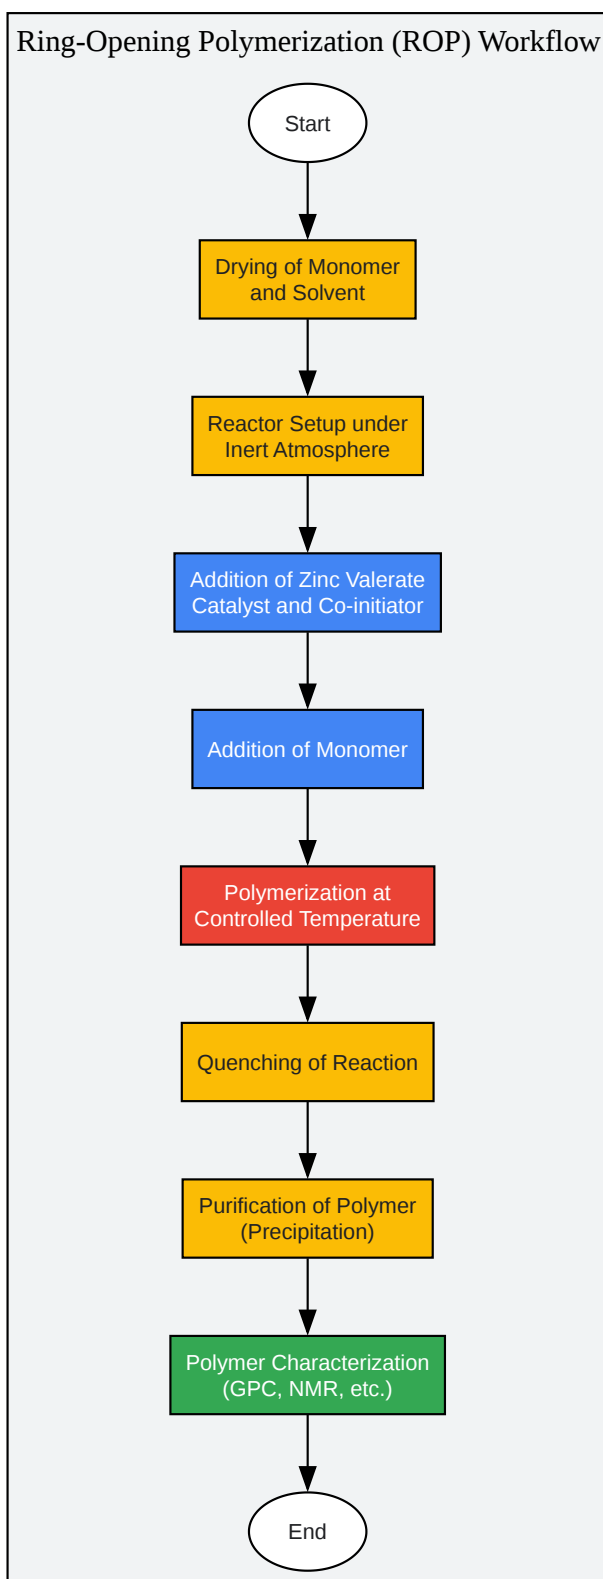 Ring-Opening Polymerization (ROP) Workflow
Start
Drying of Monomer
and Solvent
Reactor Setup under
Inert Atmosphere
Addition of Zinc Valerate
Catalyst and Co-initiator
Addition of Monomer
Polymerization at
Controlled Temperature
Quenching of Reaction
Purification of Polymer
(Precipitation)
Polymer Characterization
(GPC, NMR, etc.)
End